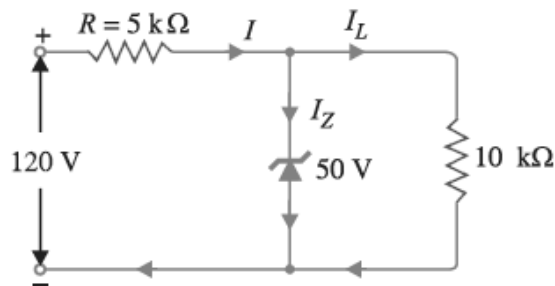 R = 5 kΩ
I
I_L
+
I_Z
120 V
50 V
10 kΩ
−